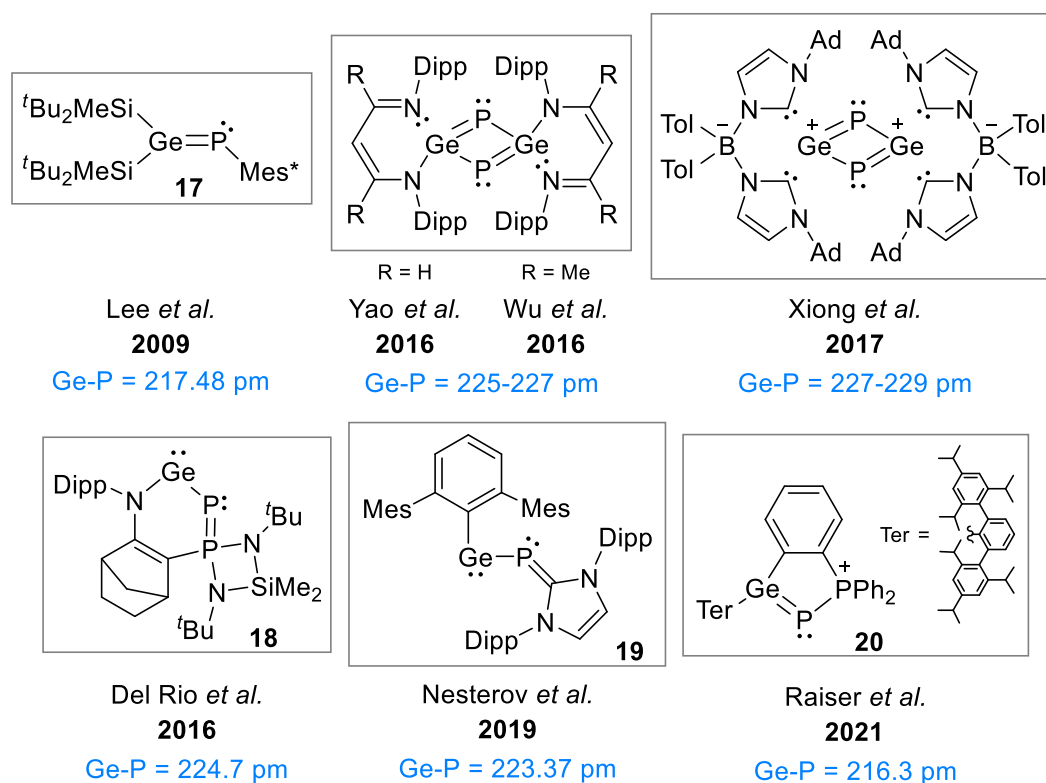 ᵗBu₂MeSi
Ge=P
ᵗBu₂MeSi
Mes*
17
R Dipp Dipp R
N N
P
Ge Ge
P
N N
R Dipp Dipp R
R = H R = Me
Ad Ad
N N
N N
Tol − + P + − Tol
B Ge Ge B
Tol P Tol
N N
N N
Ad Ad
Lee et al.
2009
Ge-P = 217.48 pm
Yao et al. Wu et al.
2016 2016
Ge-P = 225-227 pm
Xiong et al.
2017
Ge-P = 227-229 pm
Ge
Dipp
N P
ᵗBu
P N
N SiMe₂
ᵗBu
18
Mes Mes
Ge P Dipp
N
N
Dipp
19
Ter =
+
Ge PPh₂
Ter
P
20
Del Rio et al.
2016
Ge-P = 224.7 pm
Nesterov et al.
2019
Ge-P = 223.37 pm
Raiser et al.
2021
Ge-P = 216.3 pm